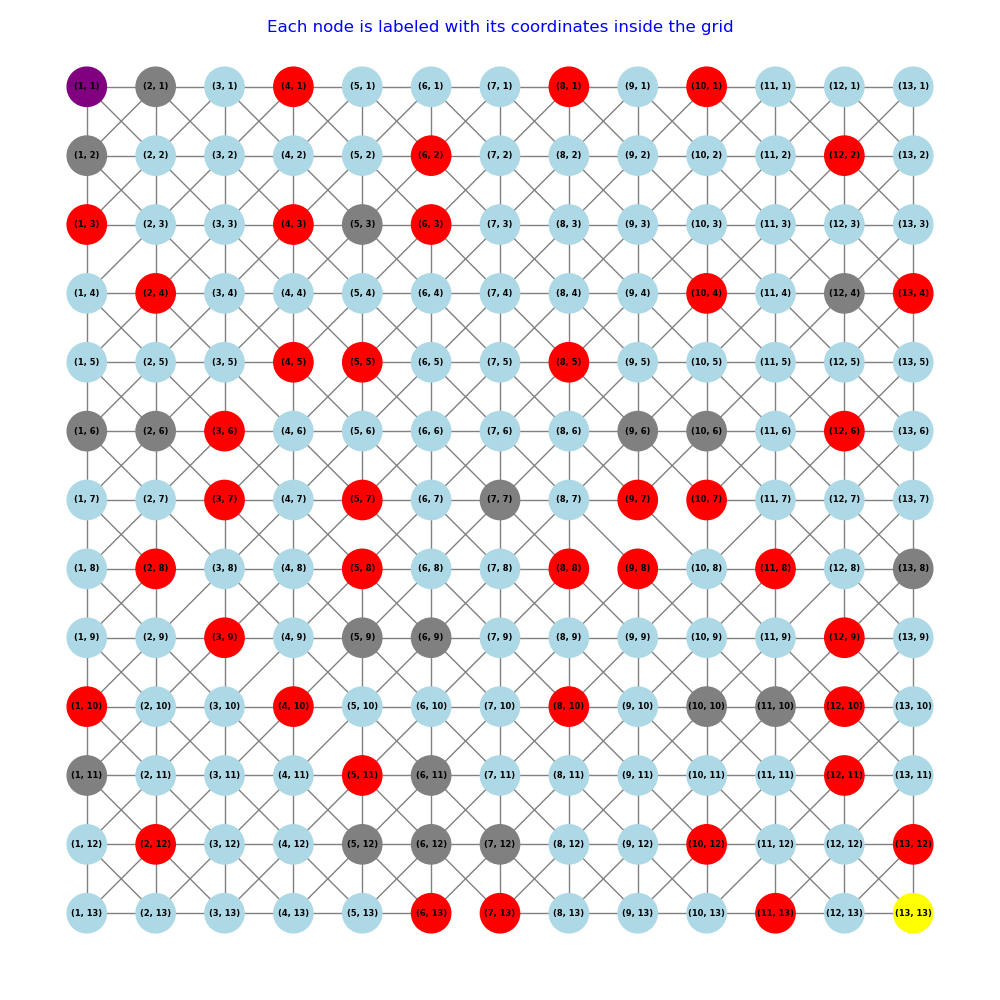 Each node is labeled with its coordinates inside the grid
(1, 1) (2, 1) (3, 1) (4, 1) (5, 1) (6, 1) (7, 1) (8, 1) (9, 1) (10, 1) (11, 1) (12, 1) (13, 1)
(1, 2) (2, 2) (3, 2) (4, 2) (5, 2) (6, 2) (7, 2) (8, 2) (9, 2) (10, 2) (11, 2) (12, 2) (13, 2)
(1, 3) (2, 3) (3, 3) (4, 3) (5, 3) (6, 3) (7, 3) (8, 3) (9, 3) (10, 3) (11, 3) (12, 3) (13, 3)
(1, 4) (2, 4) (3, 4) (4, 4) (5, 4) (6, 4) (7, 4) (8, 4) (9, 4) (10, 4) (11, 4) (12, 4) (13, 4)
(1, 5) (2, 5) (3, 5) (4, 5) (5, 5) (6, 5) (7, 5) (8, 5) (9, 5) (10, 5) (11, 5) (12, 5) (13, 5)
(1, 6) (2, 6) (3, 6) (4, 6) (5, 6) (6, 6) (7, 6) (8, 6) (9, 6) (10, 6) (11, 6) (12, 6) (13, 6)
(1, 7) (2, 7) (3, 7) (4, 7) (5, 7) (6, 7) (7, 7) (8, 7) (9, 7) (10, 7) (11, 7) (12, 7) (13, 7)
(1, 8) (2, 8) (3, 8) (4, 8) (5, 8) (6, 8) (7, 8) (8, 8) (9, 8) (10, 8) (11, 8) (12, 8) (13, 8)
(1, 9) (2, 9) (3, 9) (4, 9) (5, 9) (6, 9) (7, 9) (8, 9) (9, 9) (10, 9) (11, 9) (12, 9) (13, 9)
(1, 10) (2, 10) (3, 10) (4, 10) (5, 10) (6, 10) (7, 10) (8, 10) (9, 10) (10, 10) (11, 10) (12, 10) (13, 10)
(1, 11) (2, 11) (3, 11) (4, 11) (5, 11) (6, 11) (7, 11) (8, 11) (9, 11) (10, 11) (11, 11) (12, 11) (13, 11)
(1, 12) (2, 12) (3, 12) (4, 12) (5, 12) (6, 12) (7, 12) (8, 12) (9, 12) (10, 12) (11, 12) (12, 12) (13, 12)
(1, 13) (2, 13) (3, 13) (4, 13) (5, 13) (6, 13) (7, 13) (8, 13) (9, 13) (10, 13) (11, 13) (12, 13) (13, 13)